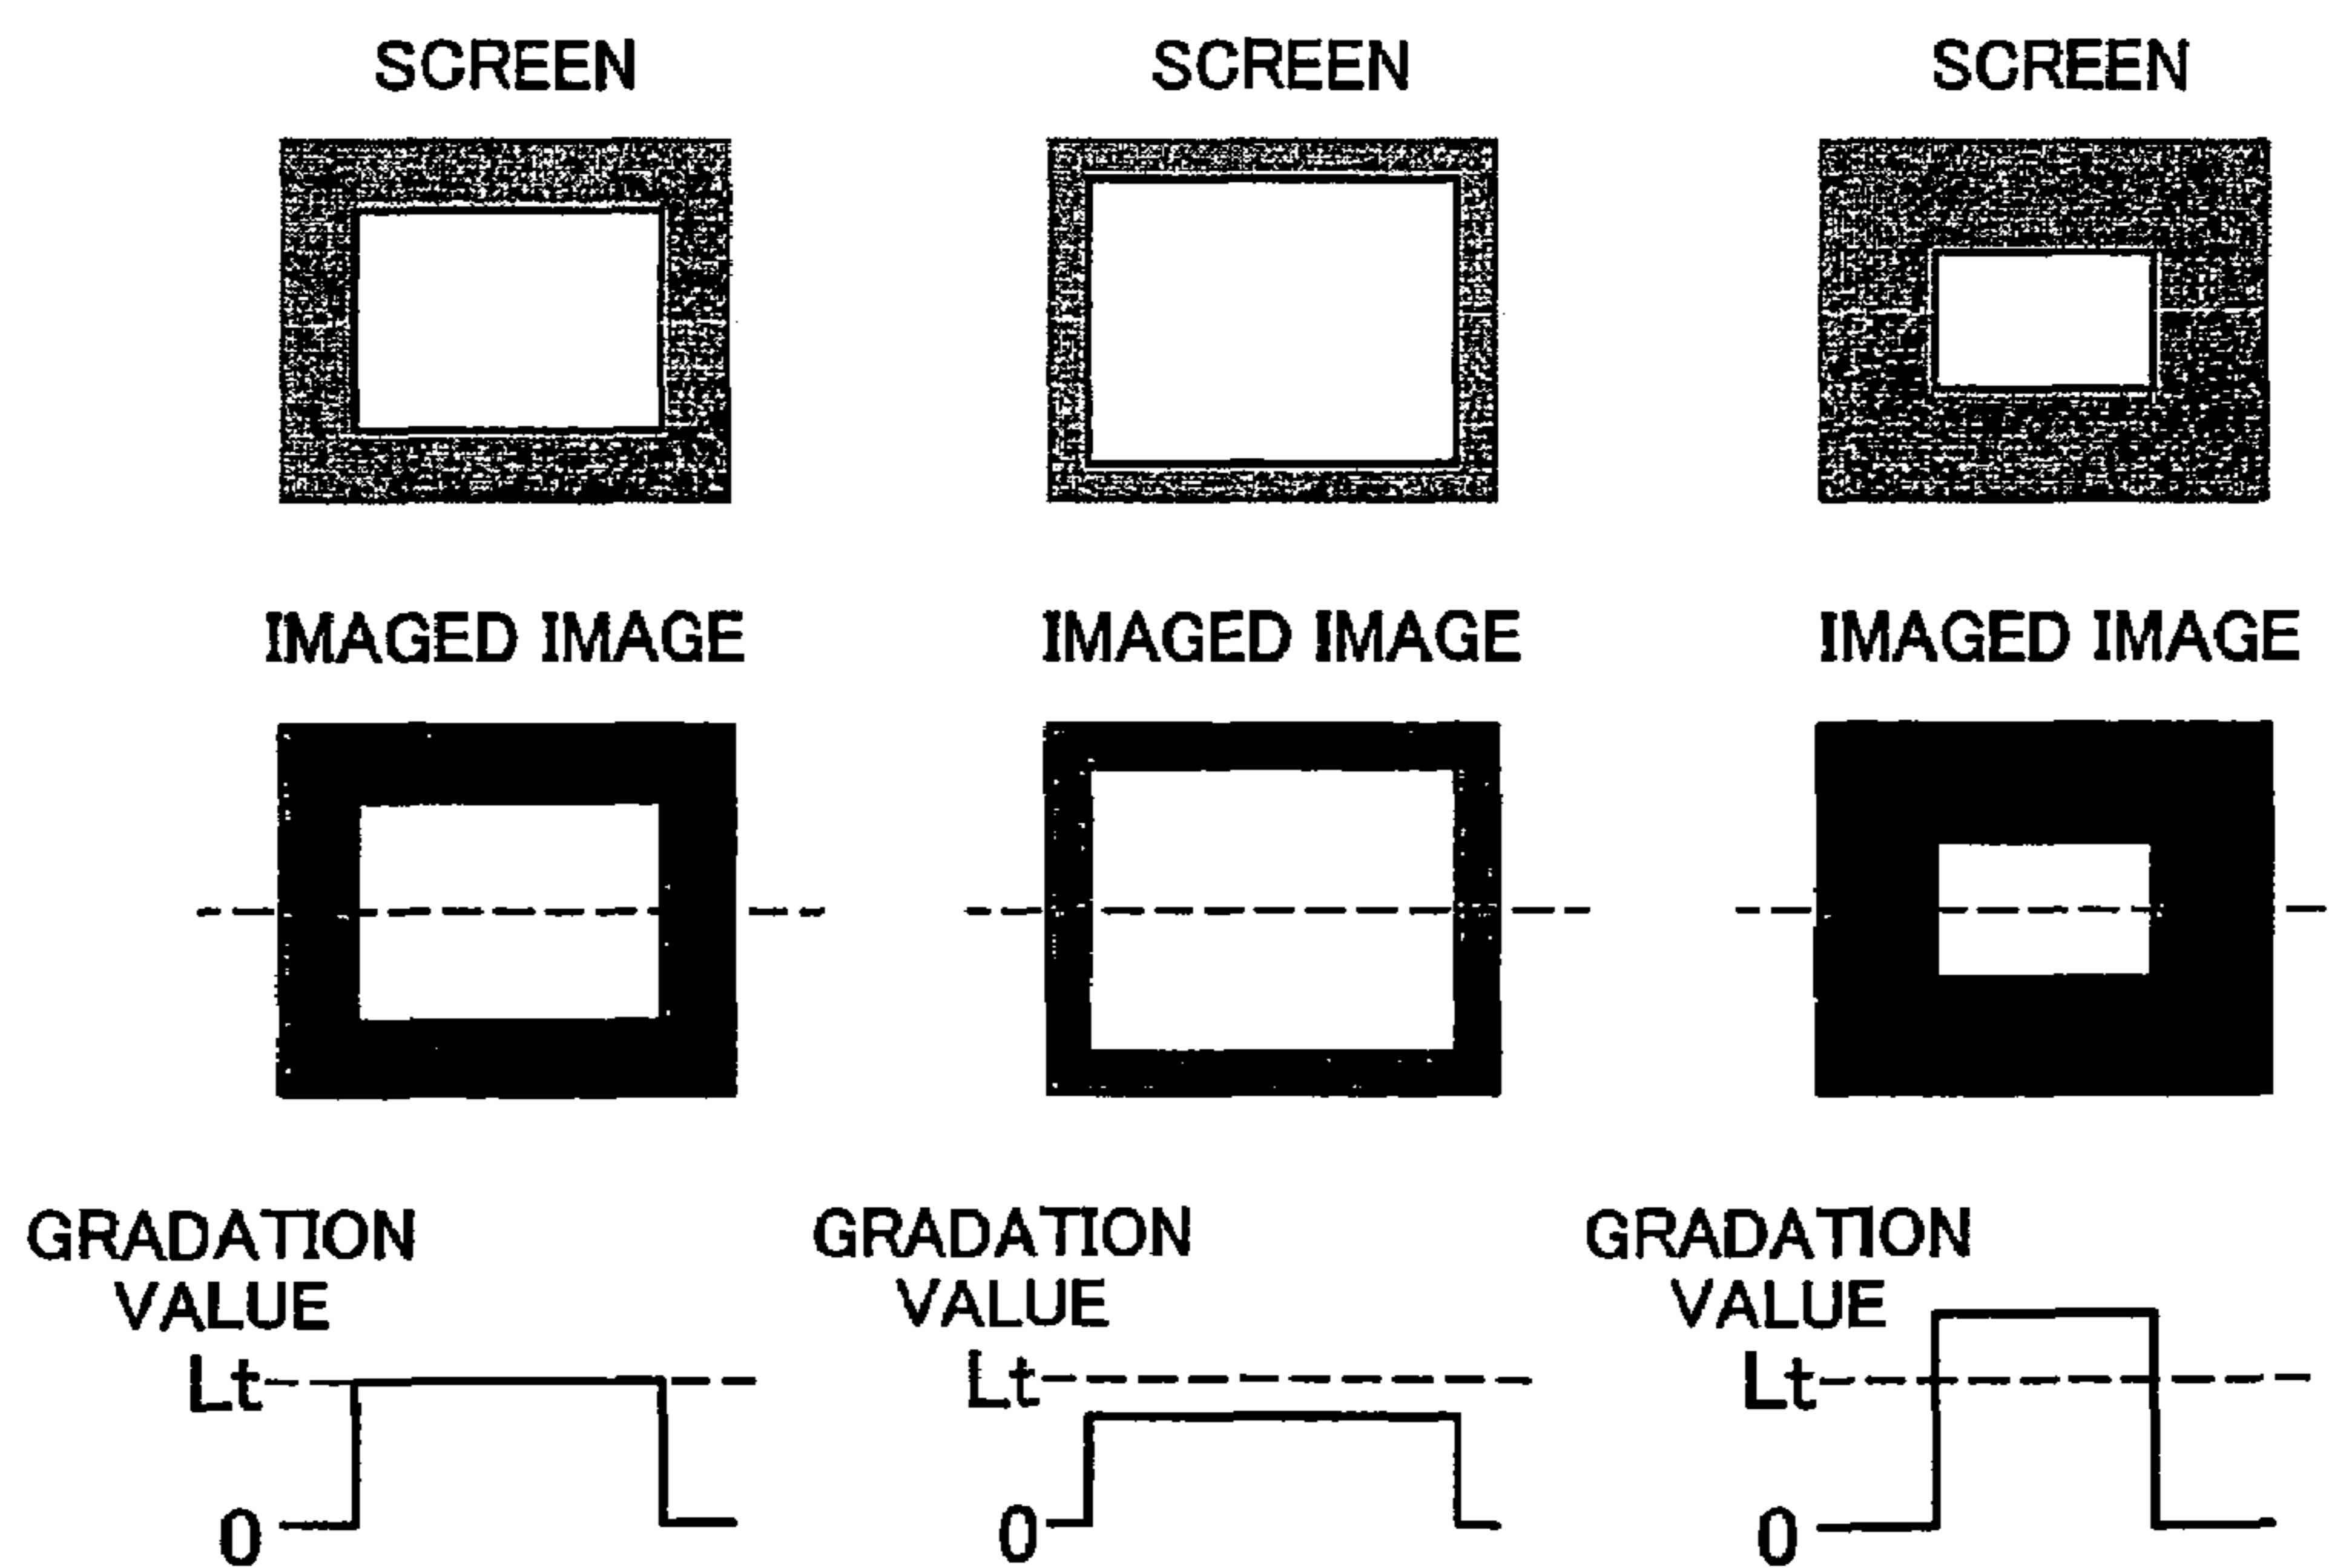 SCREEN SCREEN SCREEN
IMAGED IMAGE IMAGED IMAGE IMAGED IMAGE
GRADATION GRADATION GRADATION
VALUE VALUE VALUE
Lt Lt Lt
0 0 0